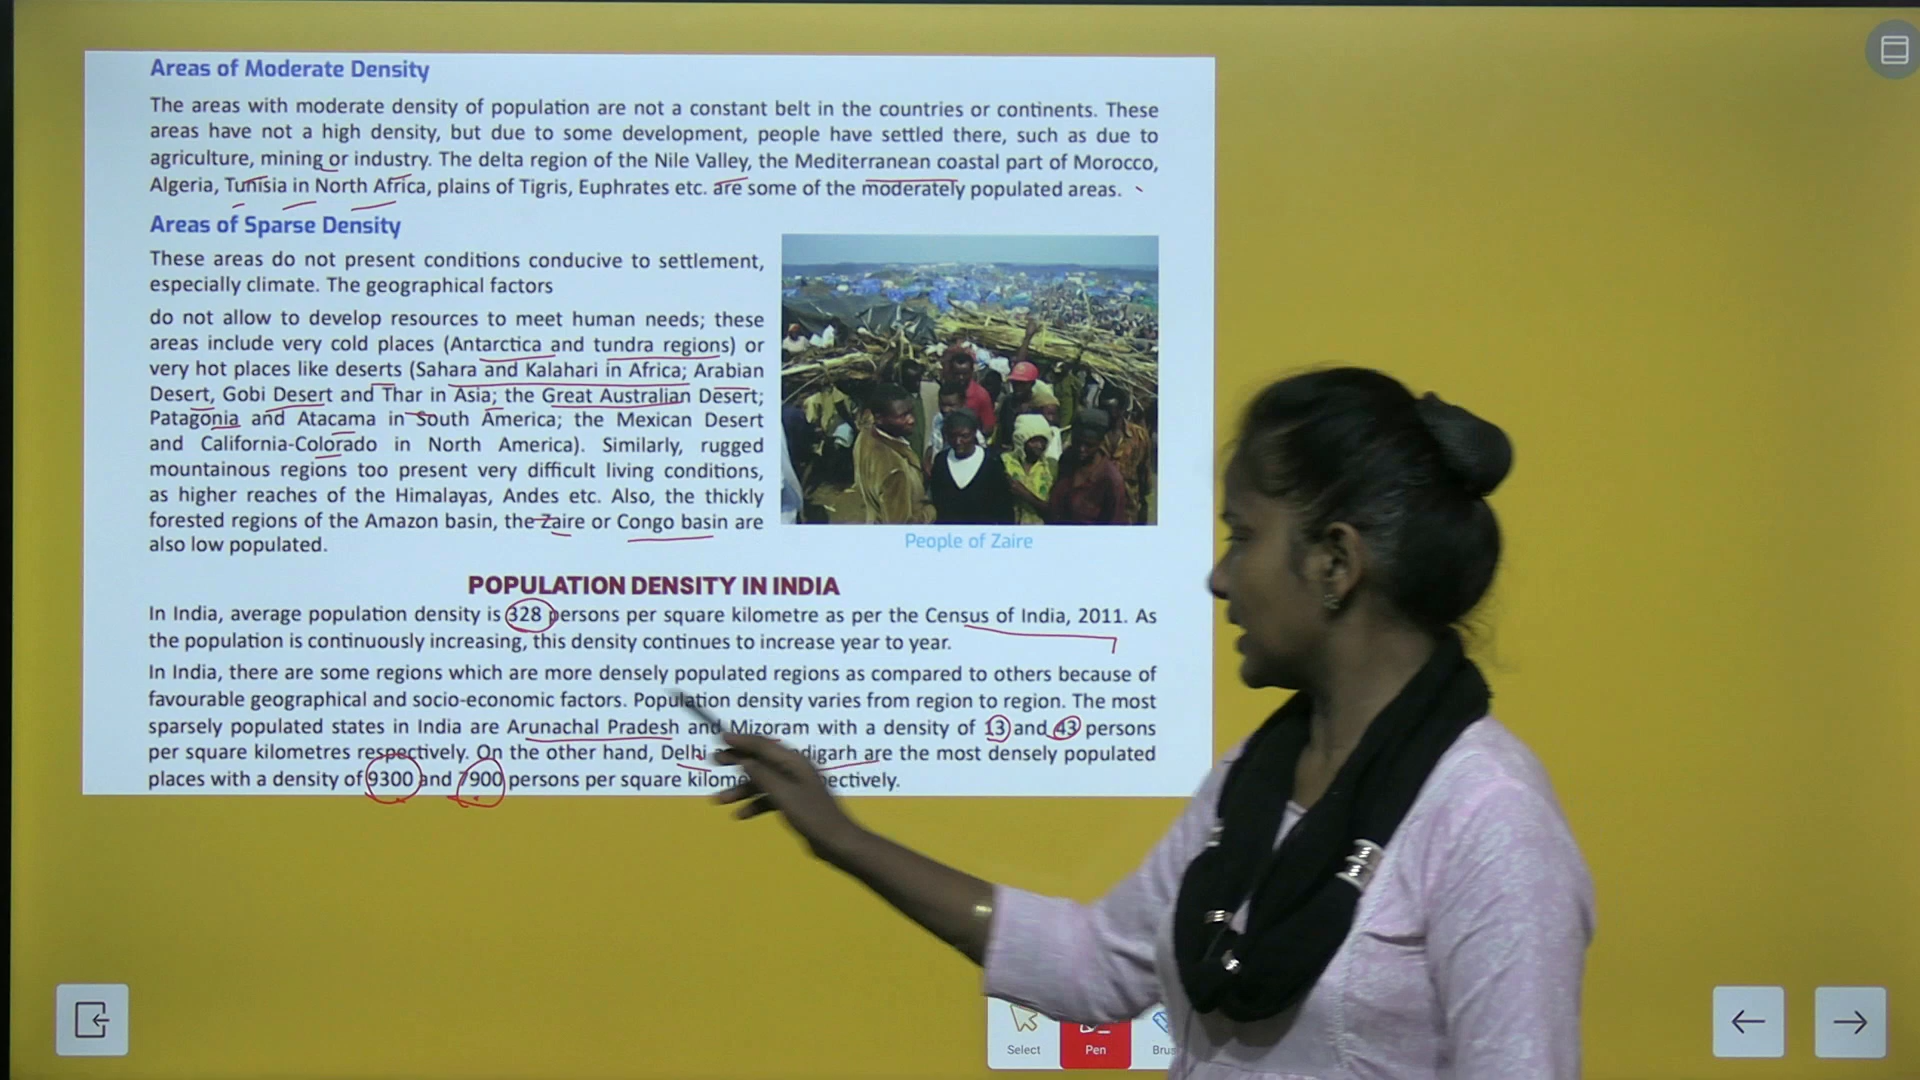 Areas of Moderate Density
The areas with moderate density of population are not a constant belt in the countries or continents. These
areas have not a high density, but due to some development, people have settled there, such as due to
agriculture, mining or industry. The delta region of the Nile Valley, the Mediterranean coastal part of Morocco,
Algeria, Tunisia in North Africa, plains of Tigris, Euphrates etc. are some of the moderately populated areas.
Areas of Sparse Density
These areas do not present conditions conducive to settlement,
especially climate. The geographical factors
do not allow to develop resources to meet human needs; these
areas include very cold places (Antarctica and tundra regions) or
very hot places like deserts (Sahara and Kalahari in Africa; Arabian
Desert, Gobi Desert and Thar in Asia; the Great Australian Desert;
Patagonia and Atacama in South America; the Mexican Desert
and California-Colorado in North America). Similarly, rugged
mountainous regions too present very difficult living conditions,
as higher reaches of the Himalayas, Andes etc. Also, the thickly
forested regions of the Amazon basin, the Zaire or Congo basin are
also low populated.
People of Zaire
POPULATION DENSITY IN INDIA
In India, average population density is 328 persons per square kilometre as per the Census of India, 2011. As
the population is continuously increasing, this density continues to increase year to year.
In India, there are some regions which are more densely populated regions as compared to others because of
favourable geographical and socio-economic factors. Population density varies from region to region. The most
sparsely populated states in India are Arunachal Pradesh and Mizoram with a density of 13 and 43 persons
per square kilometres respectively. On the other hand, Delhi digarh are the most densely populated
places with a density of 9300 and 7900 persons per square kilome ectively.
Select
Pen
Brus